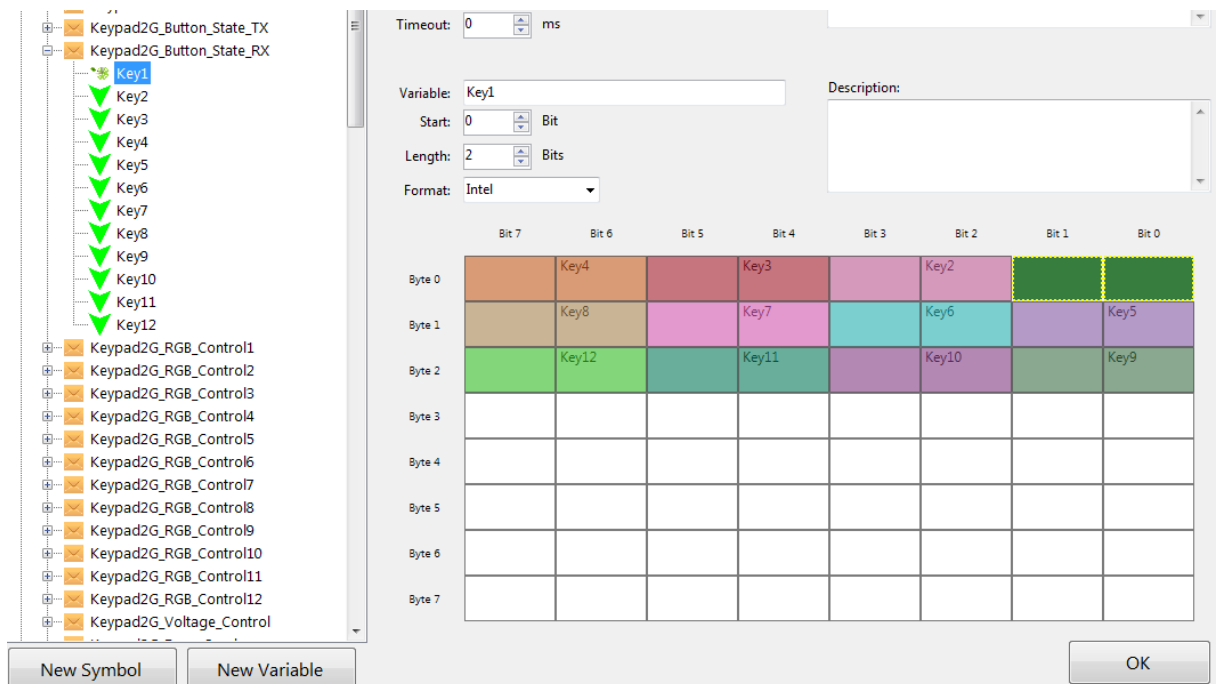 Keypad2G_Button_State_TX
Keypad2G_Button_State_RX
Key1
Key2
Key3
Key4
Key5
Key6
Key7
Key8
Key9
Key10
Key11
Key12
Keypad2G_RGB_Control1
Keypad2G_RGB_Control2
Keypad2G_RGB_Control3
Keypad2G_RGB_Control4
Keypad2G_RGB_Control5
Keypad2G_RGB_Control6
Keypad2G_RGB_Control7
Keypad2G_RGB_Control8
Keypad2G_RGB_Control9
Keypad2G_RGB_Control10
Keypad2G_RGB_Control11
Keypad2G_RGB_Control12
Keypad2G_Voltage_Control
New Symbol New Variable
Timeout: 0 ms
Variable: Key1
Start: 0 Bit
Length: 2 Bits
Format: Intel
Description:
Bit 7 Bit 6 Bit 5 Bit 4 Bit 3 Bit 2 Bit 1 Bit 0
Byte 0 Key4 Key3 Key2
Byte 1 Key8 Key7 Key6 Key5
Byte 2 Key12 Key11 Key10 Key9
Byte 3
Byte 4
Byte 5
Byte 6
Byte 7
OK